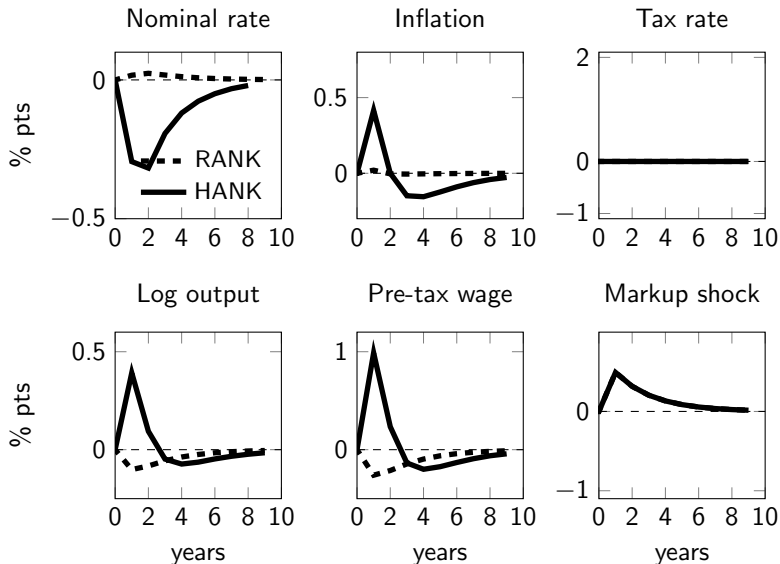 Nominal rate
Inflation
Tax rate
% pts
0
−0.5
RANK
HANK
0 2 4 6 8 10
0.5
0
0 2 4 6 8 10
2
0
−1
0 2 4 6 8 10
Log output
Pre-tax wage
Markup shock
% pts
0.5
0
0 2 4 6 8 10
years
1
0
0 2 4 6 8 10
years
0
−1
0 2 4 6 8 10
years